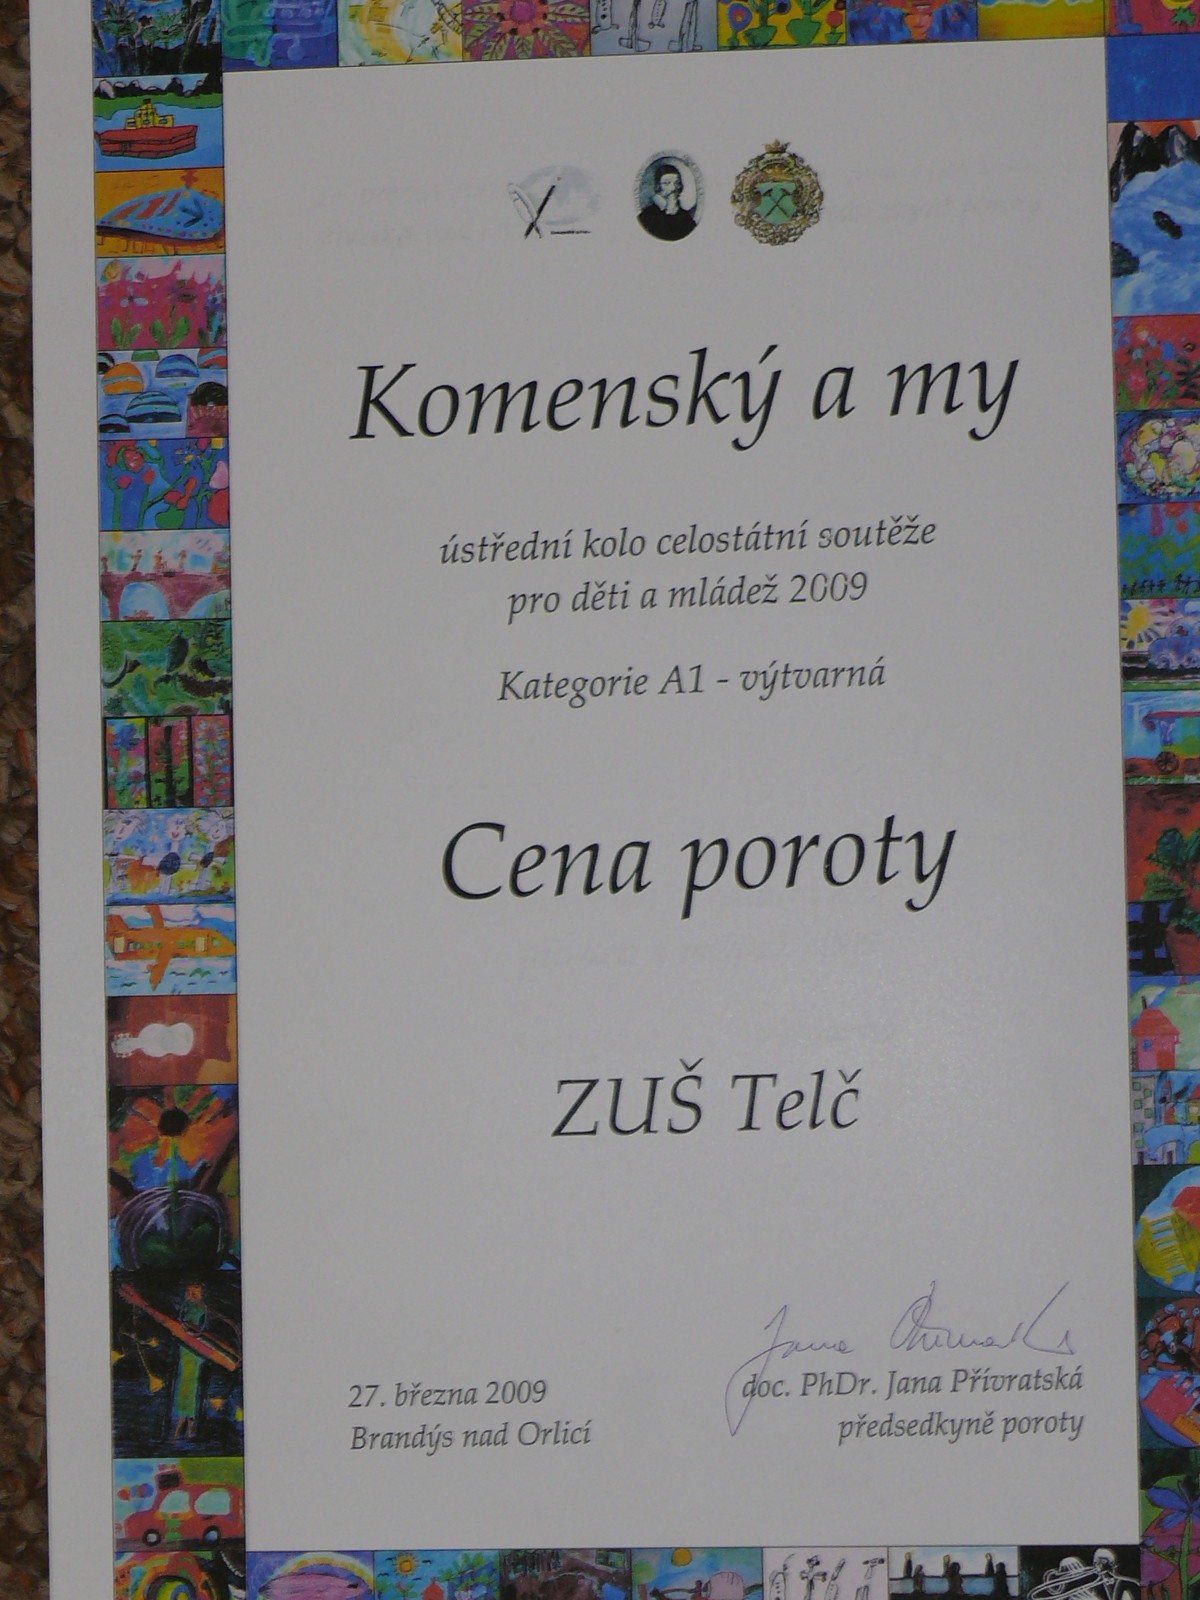 Komenský a my
ústřední kolo celostátní soutěže
pro děti a mládež 2009
Kategorie A1 - výtvarná
Cena poroty
ZUŠ Telč
27. března 2009
Brandýs nad Orlicí
doc. PhDr. Jana Přívratská
předsedkyně poroty